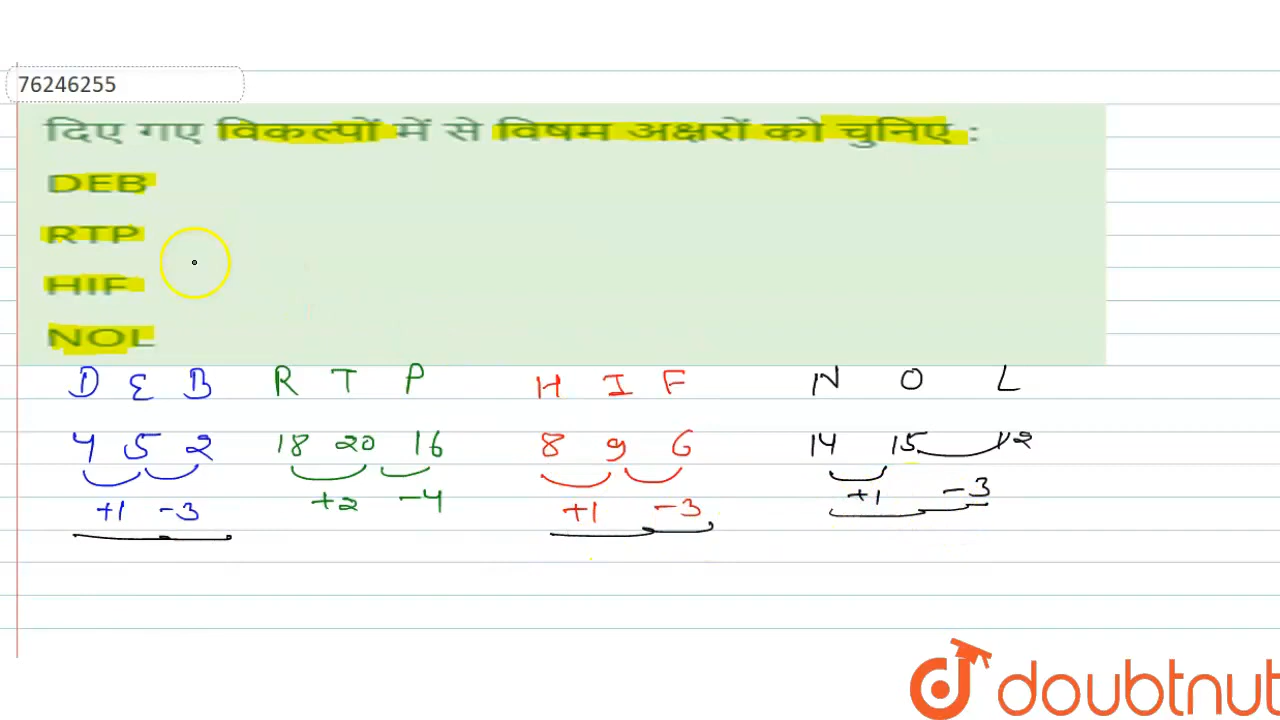 76246255
दिए गए विकल्पों में से विषम अक्षरों को चुनिए :
DEB
RTP
HIF
NOL
D E B R T P H I F N O L
4 5 2 18 20 16 8 9 6 14 15 12
+1 -3 +2 -4 +1 -3 +1 -3
doubtnut